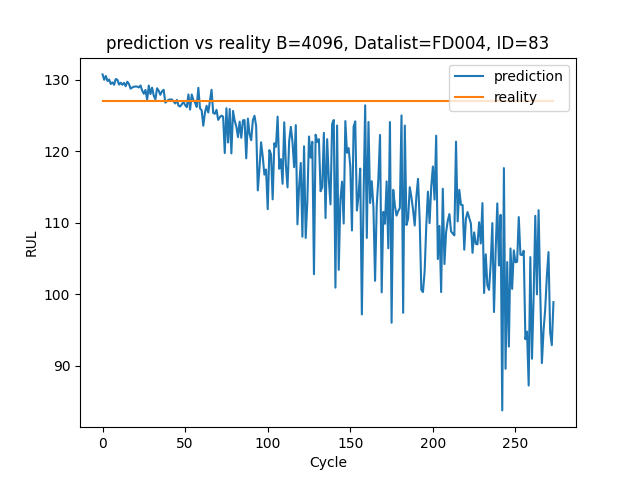 prediction vs reality B=4096, Datalist=FD004, ID=83
prediction
reality
RUL
130
120
110
100
90
0 50 100 150 200 250
Cycle